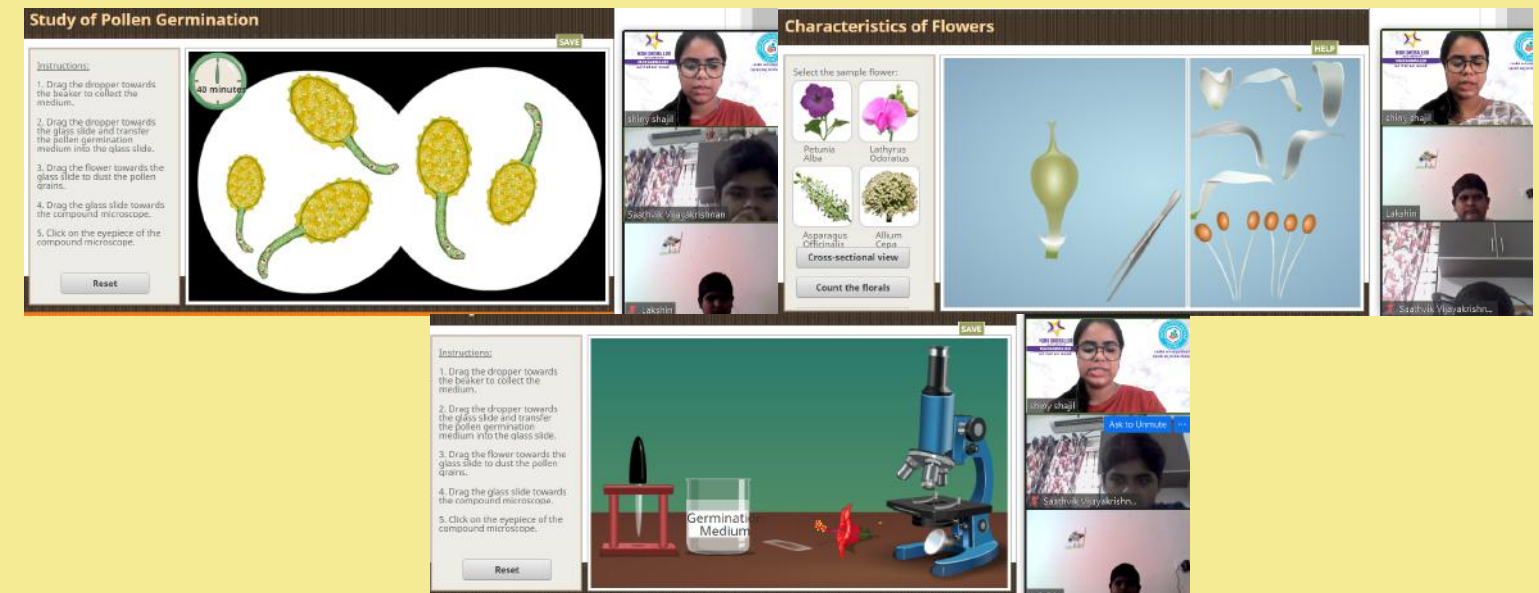 Study of Pollen Germination
SAVE
Instructions:
1. Drag the dropper towards
the beaker to collect the
medium.
2. Drag the dropper towards
the glass slide and transfer
the pollen germination
medium into the glass slide.
3. Drag the flower towards the
glass slide to dust the pollen
grains.
4. Drag the glass slide towards
the compound microscope.
5. Click on the eyepiece of the
compound microscope.
Reset
40 minutes
shiny shajil
Saathvik Vijayakrishnan
Lakshin
Characteristics of Flowers
HELP
Select the sample flower:
Petunia
Alba
Lathyrus
Odoratus
Asparagus
Officinalis
Allium
Cepa
Cross-sectional view
Count the florals
shiny shajil
Lakshin
Saathvik Vijayakrishn...
SAVE
Instructions:
1. Drag the dropper towards
the beaker to collect the
medium.
2. Drag the dropper towards
the glass slide and transfer
the pollen germination
medium into the glass slide.
3. Drag the flower towards the
glass slide to dust the pollen
grains.
4. Drag the glass slide towards
the compound microscope.
5. Click on the eyepiece of the
compound microscope.
Reset
Germinatio
Medium
shiny shajil
Ask to Unmute
Saathvik Vijayakrishn...